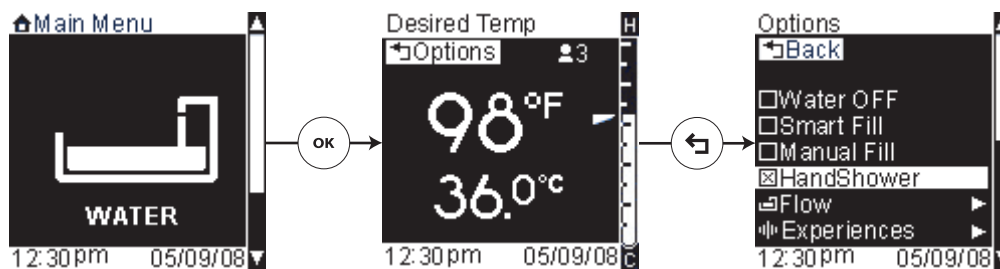 Main Menu
WATER
12:30pm 05/09/08
OK
Desired Temp
H
Options 3
98°F
36.0°C
12:30pm 05/09/08
C
Options
Back
Water OFF
Smart Fill
Manual Fill
HandShower
Flow
Experiences
12:30pm 05/09/08